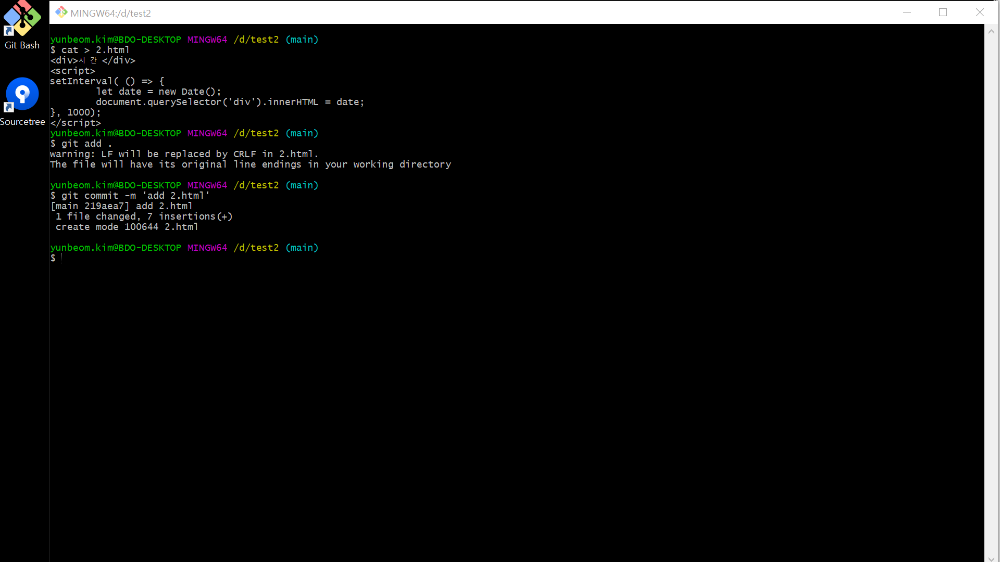 MINGW64:/d/test2
Git Bash
Sourcetree
yunbeom.kim@BDO-DESKTOP MINGW64 /d/test2 (main)
$ cat > 2.html
<div>시간</div>
<script>
setInterval( () => {
        let date = new Date();
        document.querySelector('div').innerHTML = date;
}, 1000);
</script>
yunbeom.kim@BDO-DESKTOP MINGW64 /d/test2 (main)
$ git add .
warning: LF will be replaced by CRLF in 2.html.
The file will have its original line endings in your working directory
yunbeom.kim@BDO-DESKTOP MINGW64 /d/test2 (main)
$ git commit -m 'add 2.html'
[main 219aea7] add 2.html
 1 file changed, 7 insertions(+)
 create mode 100644 2.html
yunbeom.kim@BDO-DESKTOP MINGW64 /d/test2 (main)
$